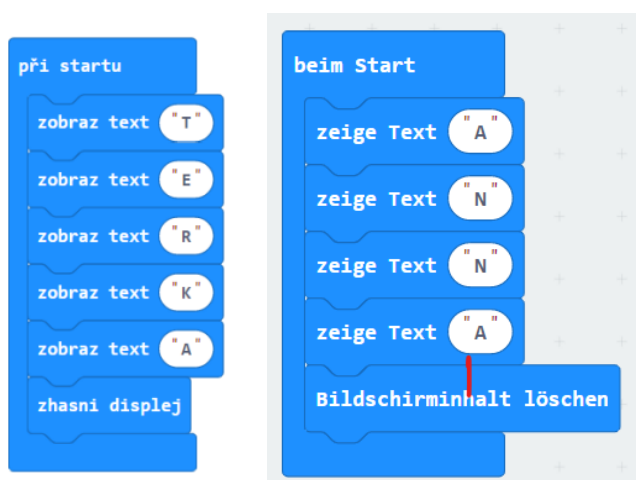 při startu
zobraz text "T"
zobraz text "E"
zobraz text "R"
zobraz text "K"
zobraz text "A"
zhasni displej
beim Start
zeige Text "A"
zeige Text "N"
zeige Text "N"
zeige Text "A"
Bildschirminhalt löschen